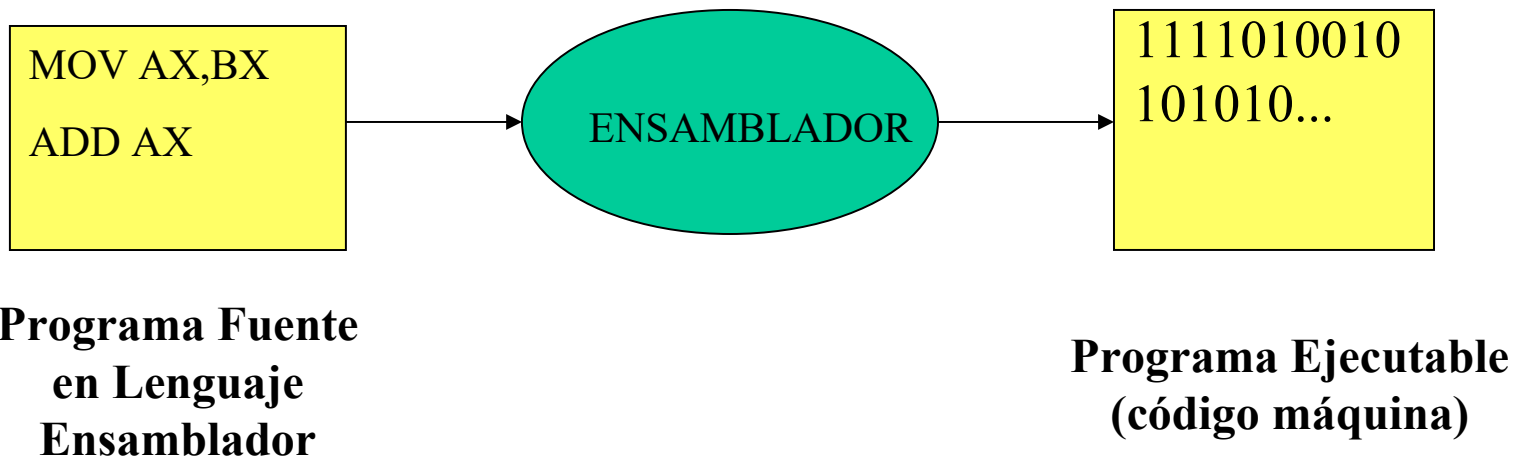 MOV AX,BX
ADD AX
ENSAMBLADOR
1111010010
101010...
Programa Fuente
en Lenguaje
Ensamblador
Programa Ejecutable
(código máquina)